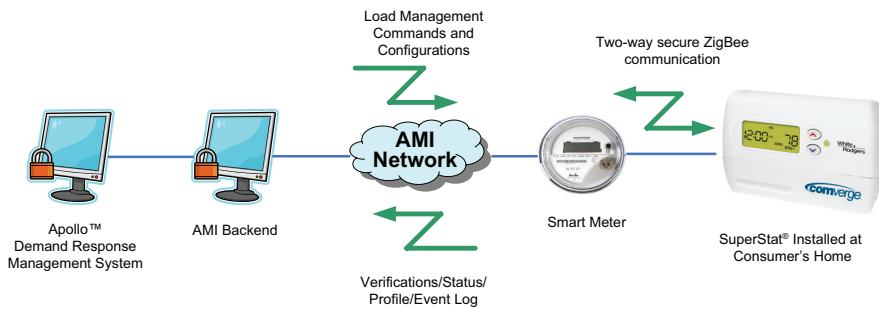 Load Management
Commands and
Configurations
Two-way secure ZigBee
communication
AMI
Network
12:00
78
White
Rodgers
comverge
Apollo™
Demand Response
Management System
AMI Backend
Smart Meter
SuperStat® Installed at
Consumer's Home
Verifications/Status/
Profile/Event Log